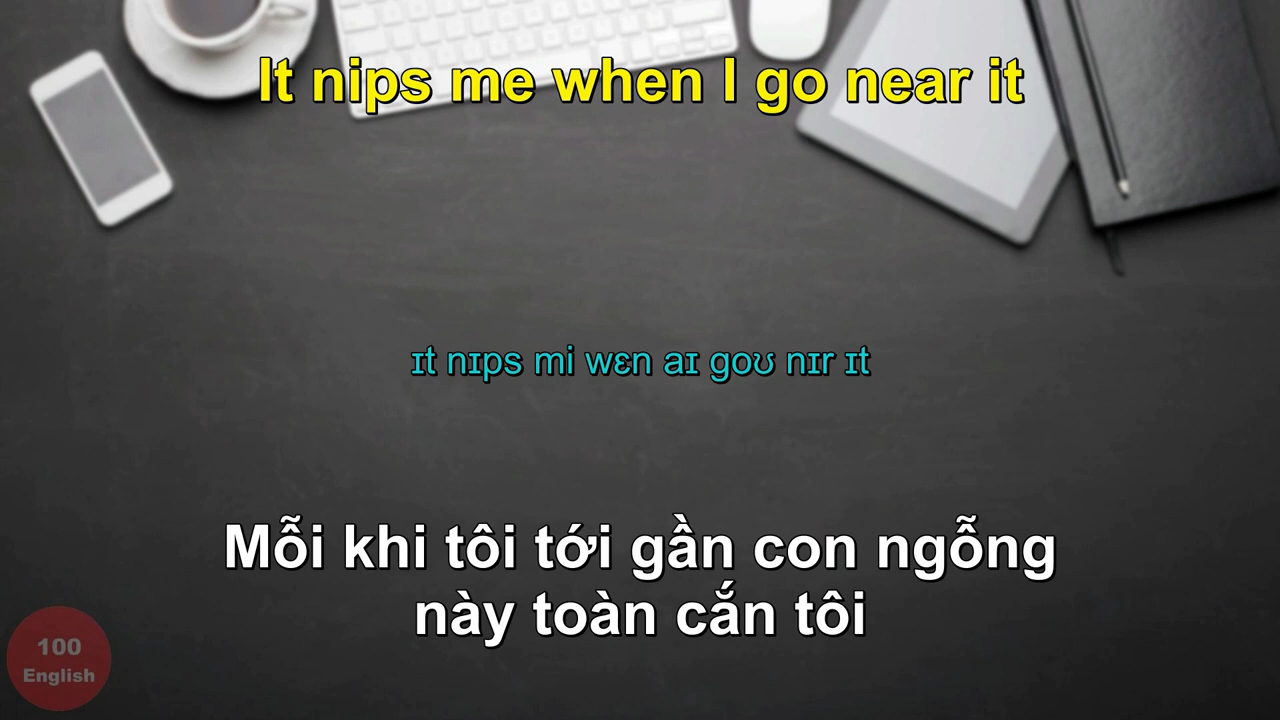 It nips me when I go near it
ɪt nɪps mi wɛn aɪ goʊ nɪr ɪt
Mỗi khi tôi tới gần con ngỗng
này toàn cắn tôi
100
English